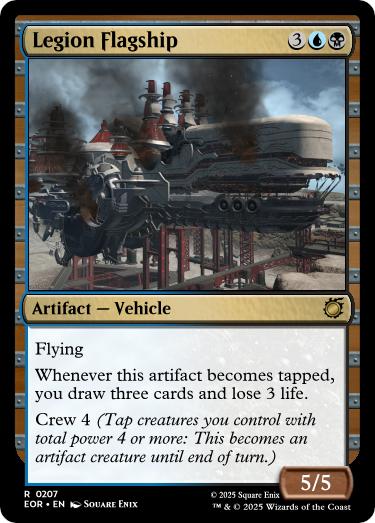 Legion Flagship 3
Artifact — Vehicle
Flying
Whenever this artifact becomes tapped,
you draw three cards and lose 3 life.
Crew 4 (Tap creatures you control with
total power 4 or more: This becomes an
artifact creature until end of turn.)
5/5
R 0207
EOR • EN SQUARE ENIX
© 2025 Square Enix
™ & © 2025 Wizards of the Coast